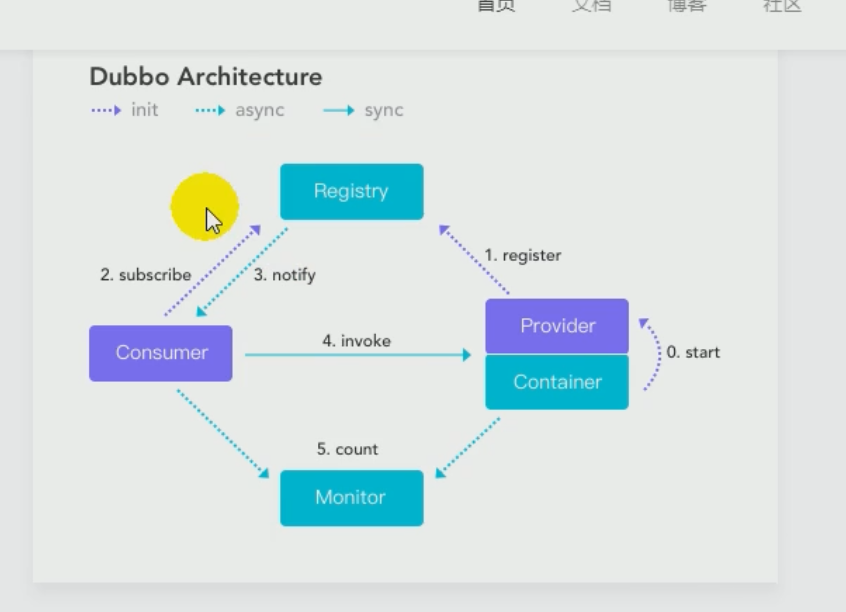 首页 文档 博客 社区
Dubbo Architecture
init async sync
Registry
1. register
2. subscribe 3. notify
Provider
4. invoke
Consumer
0. start
Container
5. count
Monitor